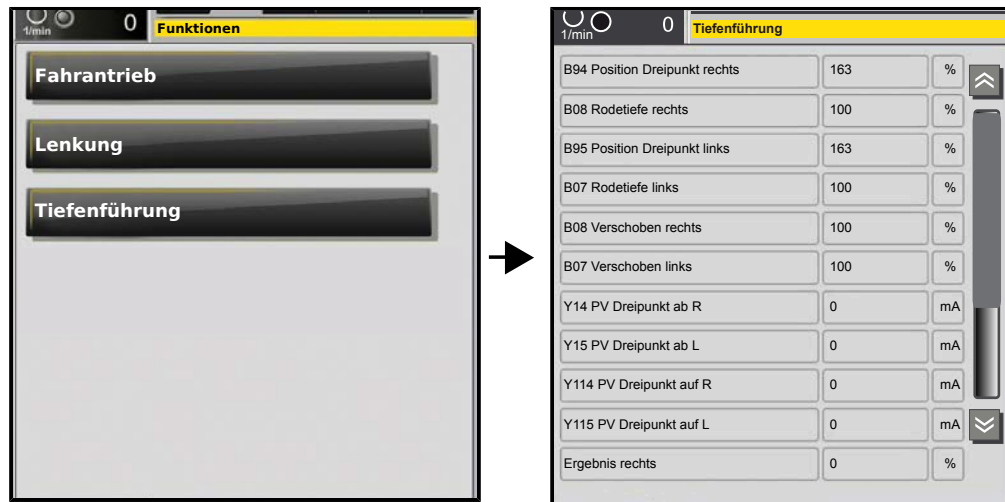 1/min 0 Funktionen
Fahrantrieb
Lenkung
Tiefenführung
1/min 0 Tiefenführung
B94 Position Dreipunkt rechts 163 %
B08 Rodetiefe rechts 100 %
B95 Position Dreipunkt links 163 %
B07 Rodetiefe links 100 %
B08 Verschoben rechts 100 %
B07 Verschoben links 100 %
Y14 PV Dreipunkt ab R 0 mA
Y15 PV Dreipunkt ab L 0 mA
Y114 PV Dreipunkt auf R 0 mA
Y115 PV Dreipunkt auf L 0 mA
Ergebnis rechts 0 %